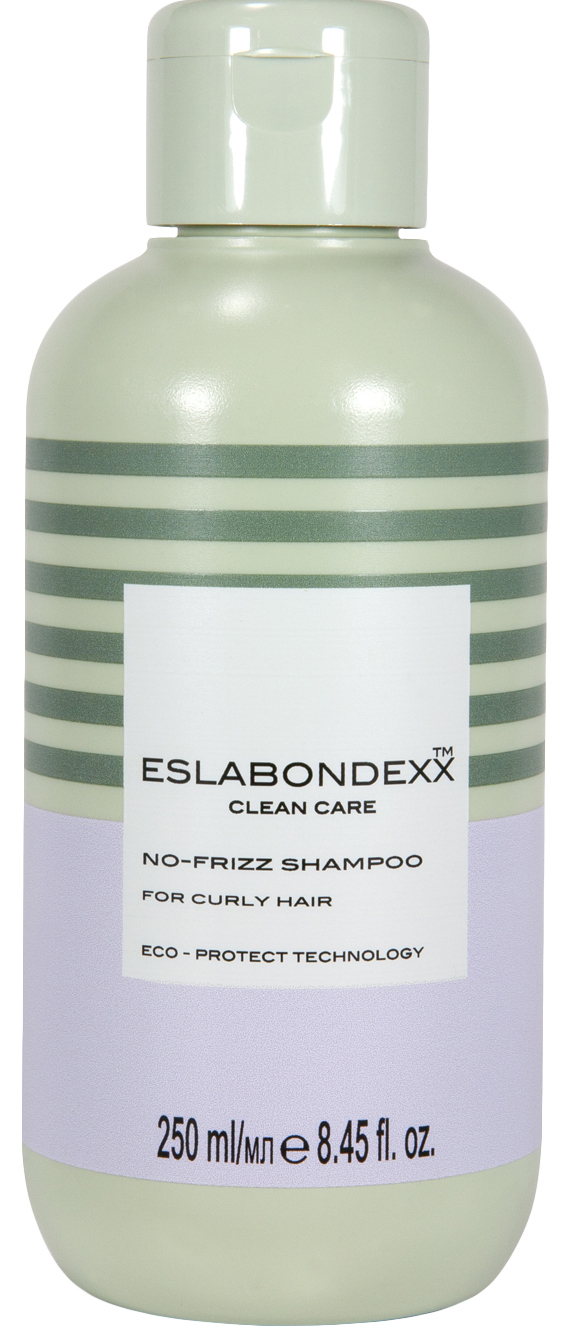 ESLABONDEXX™
CLEAN CARE
NO-FRIZZ SHAMPOO
FOR CURLY HAIR
ECO - PROTECT TECHNOLOGY
250 ml/мл ℮ 8.45 fl. oz.